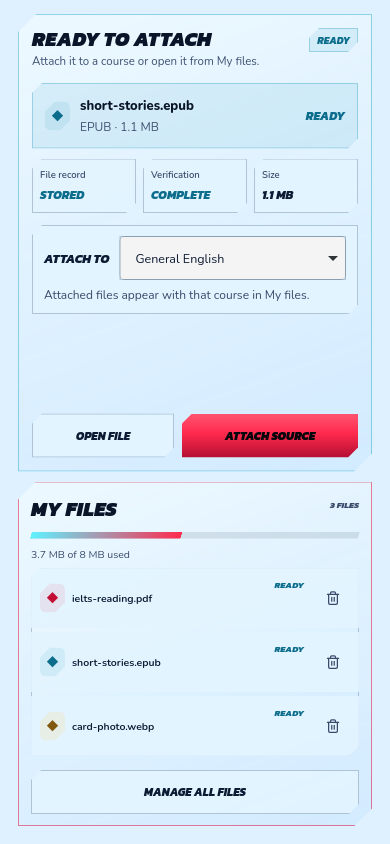 READY TO ATTACH
READY
Attach it to a course or open it from My files.
short-stories.epub
EPUB · 1.1 MB
READY
File record
STORED
Verification
COMPLETE
Size
1.1 MB
ATTACH TO
General English
Attached files appear with that course in My files.
OPEN FILE
ATTACH SOURCE
MY FILES
3 FILES
3.7 MB of 8 MB used
ielts-reading.pdf
READY
short-stories.epub
READY
card-photo.webp
READY
MANAGE ALL FILES